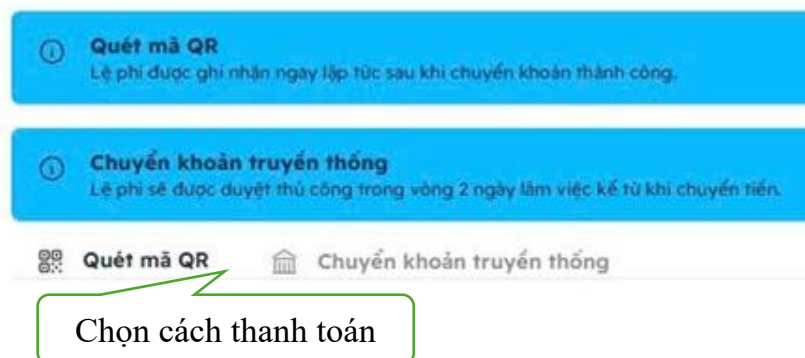 Quét mã QR
Lệ phí được ghi nhận ngay lập tức sau khi chuyển khoản thành công.
Chuyển khoản truyền thống
Lệ phí sẽ được duyệt thủ công trong vòng 2 ngày làm việc kể từ khi chuyển tiền.
Quét mã QR Chuyển khoản truyền thống
Chọn cách thanh toán